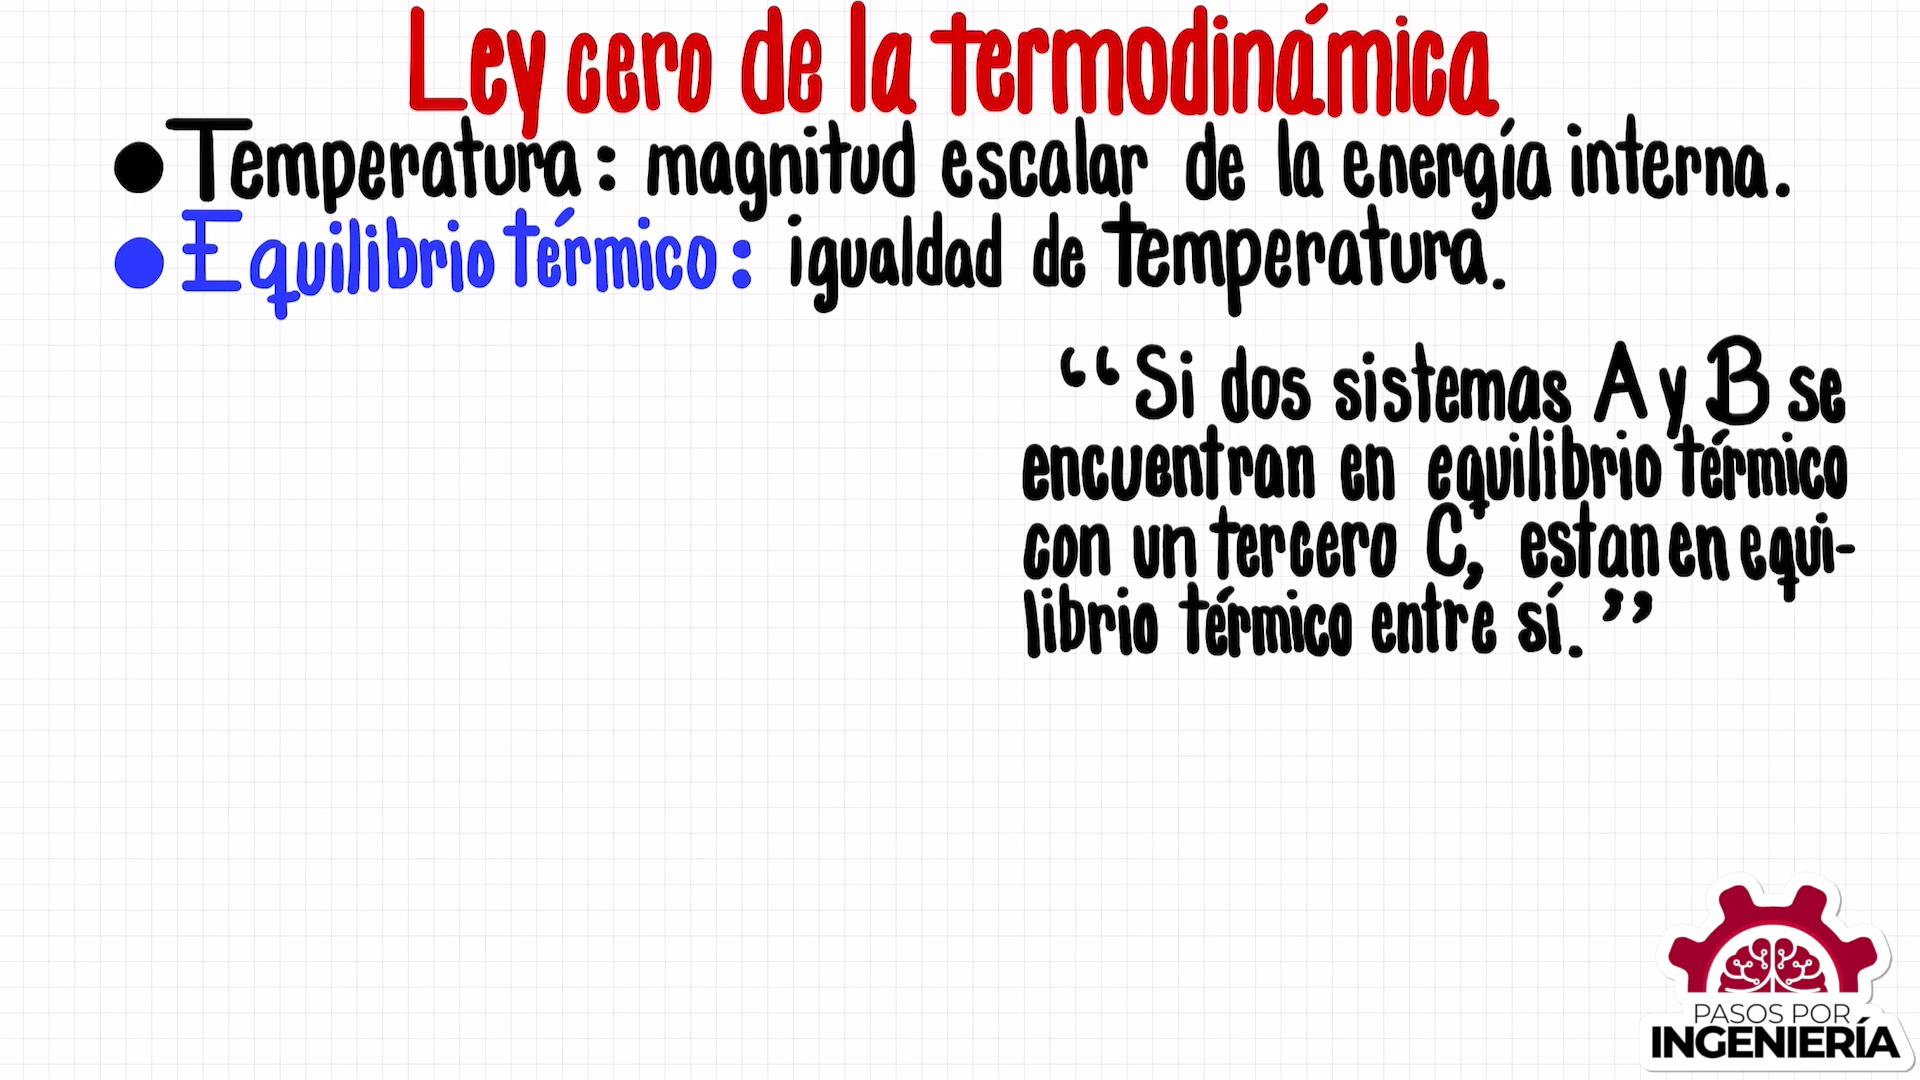 Ley cero de la termodinámica
● Temperatura: magnitud escalar de la energía interna.
● Equilibrio térmico: igualdad de temperatura.
“Si dos sistemas A y B se
encuentran en equilibrio térmico
con un tercero C, estan en equi-
librio térmico entre sí.”
PASOS POR
INGENIERÍA